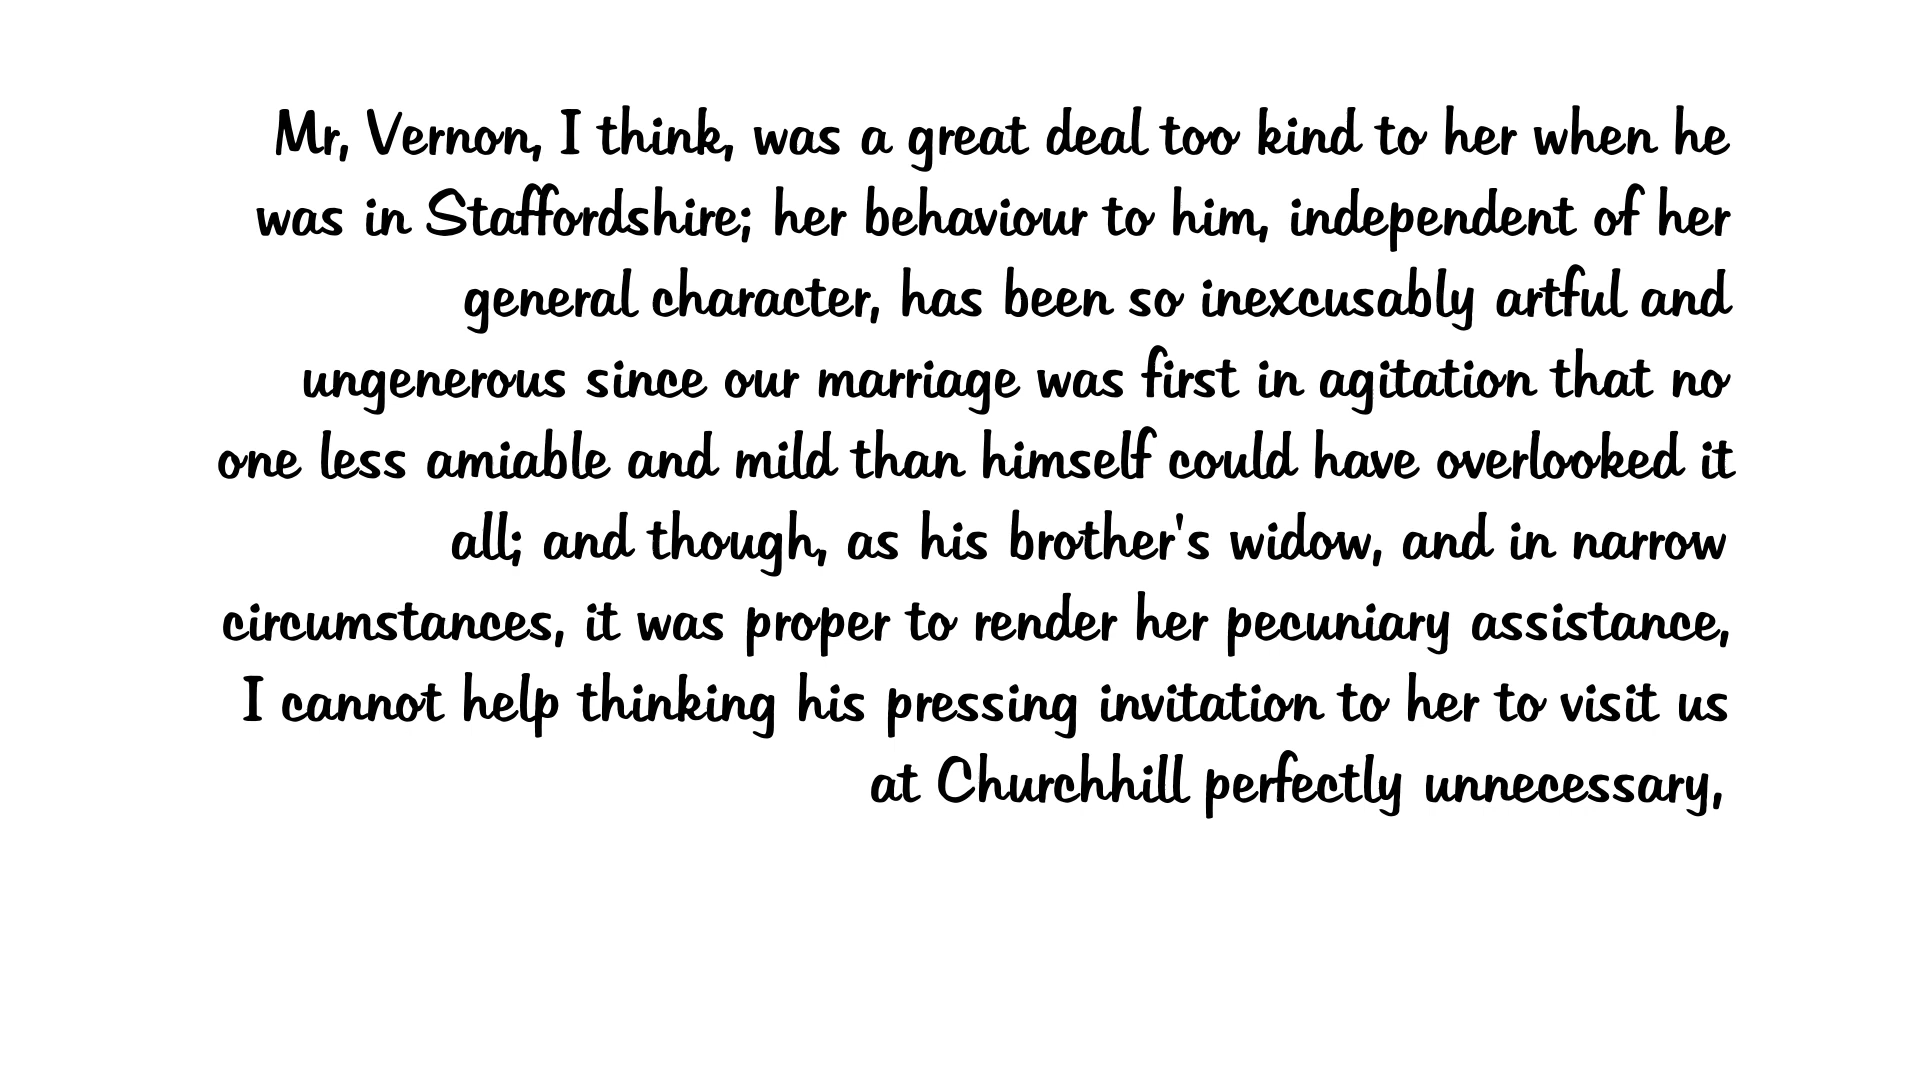 Mr, Vernon, I think, was a great deal too kind to her when he
was in Staffordshire; her behaviour to him, independent of her
general character, has been so inexcusably artful and
ungenerous since our marriage was first in agitation that no
one less amiable and mild than himself could have overlooked it
all; and though, as his brother's widow, and in narrow
circumstances, it was proper to render her pecuniary assistance,
I cannot help thinking his pressing invitation to her to visit us
at Churchhill perfectly unnecessary,